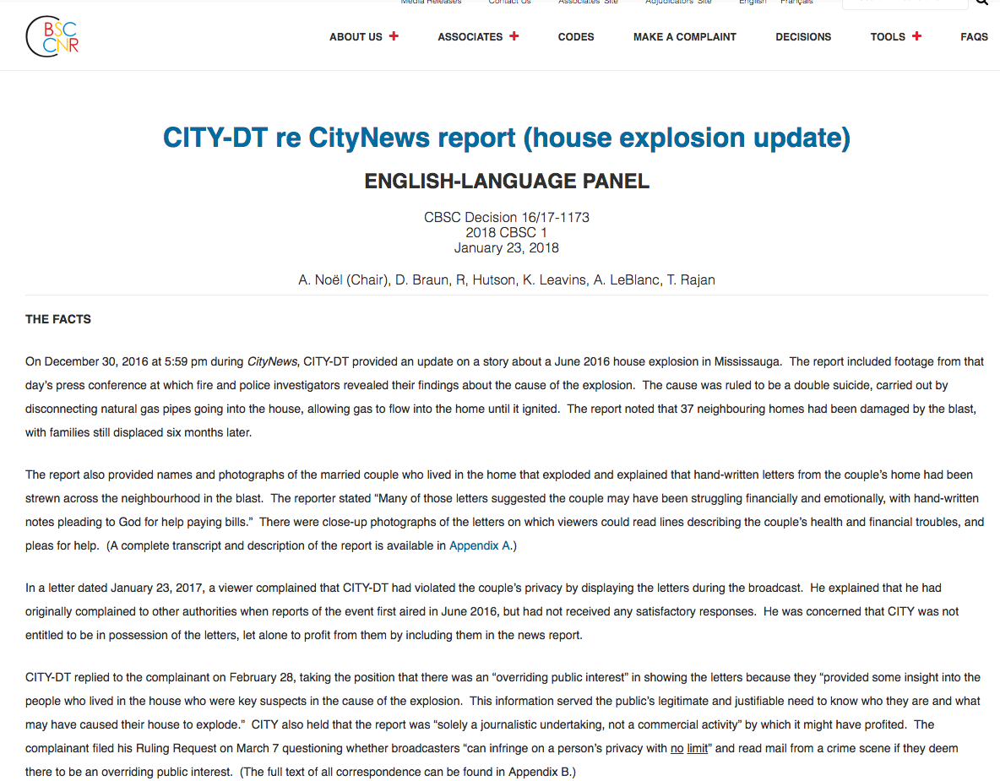 Media Releases Contact Us Associates' Site Adjudicators' Site English Français
BSC
CNR
ABOUT US + ASSOCIATES + CODES MAKE A COMPLAINT DECISIONS TOOLS + FAQS
CITY-DT re CityNews report (house explosion update)
ENGLISH-LANGUAGE PANEL
CBSC Decision 16/17-1173
2018 CBSC 1
January 23, 2018
A. Noël (Chair), D. Braun, R, Hutson, K. Leavins, A. LeBlanc, T. Rajan
THE FACTS
On December 30, 2016 at 5:59 pm during CityNews, CITY-DT provided an update on a story about a June 2016 house explosion in Mississauga.  The report included footage from that
day's press conference at which fire and police investigators revealed their findings about the cause of the explosion.  The cause was ruled to be a double suicide, carried out by
disconnecting natural gas pipes going into the house, allowing gas to flow into the home until it ignited.  The report noted that 37 neighbouring homes had been damaged by the blast,
with families still displaced six months later.
The report also provided names and photographs of the married couple who lived in the home that exploded and explained that hand-written letters from the couple's home had been
strewn across the neighbourhood in the blast.  The reporter stated “Many of those letters suggested the couple may have been struggling financially and emotionally, with hand-written
notes pleading to God for help paying bills.”  There were close-up photographs of the letters on which viewers could read lines describing the couple's health and financial troubles, and
pleas for help.  (A complete transcript and description of the report is available in Appendix A.)
In a letter dated January 23, 2017, a viewer complained that CITY-DT had violated the couple's privacy by displaying the letters during the broadcast.  He explained that he had
originally complained to other authorities when reports of the event first aired in June 2016, but had not received any satisfactory responses.  He was concerned that CITY was not
entitled to be in possession of the letters, let alone to profit from them by including them in the news report.
CITY-DT replied to the complainant on February 28, taking the position that there was an “overriding public interest” in showing the letters because they “provided some insight into the
people who lived in the house who were key suspects in the cause of the explosion.  This information served the public's legitimate and justifiable need to know who they are and what
may have caused their house to explode.”  CITY also held that the report was “solely a journalistic undertaking, not a commercial activity” by which it might have profited.  The
complainant filed his Ruling Request on March 7 questioning whether broadcasters “can infringe on a person's privacy with no limit” and read mail from a crime scene if they deem
there to be an overriding public interest.  (The full text of all correspondence can be found in Appendix B.)